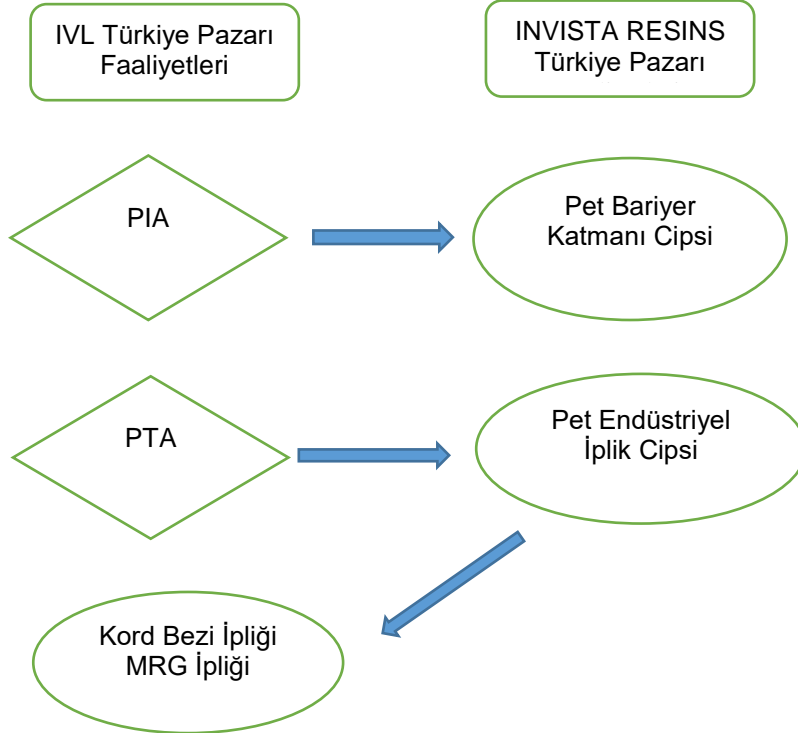 IVL Türkiye Pazarı
Faaliyetleri
INVISTA RESINS
Türkiye Pazarı
PIA
Pet Bariyer
Katmanı Cipsi
PTA
Pet Endüstriyel
İplik Cipsi
Kord Bezi İpliği
MRG İpliği